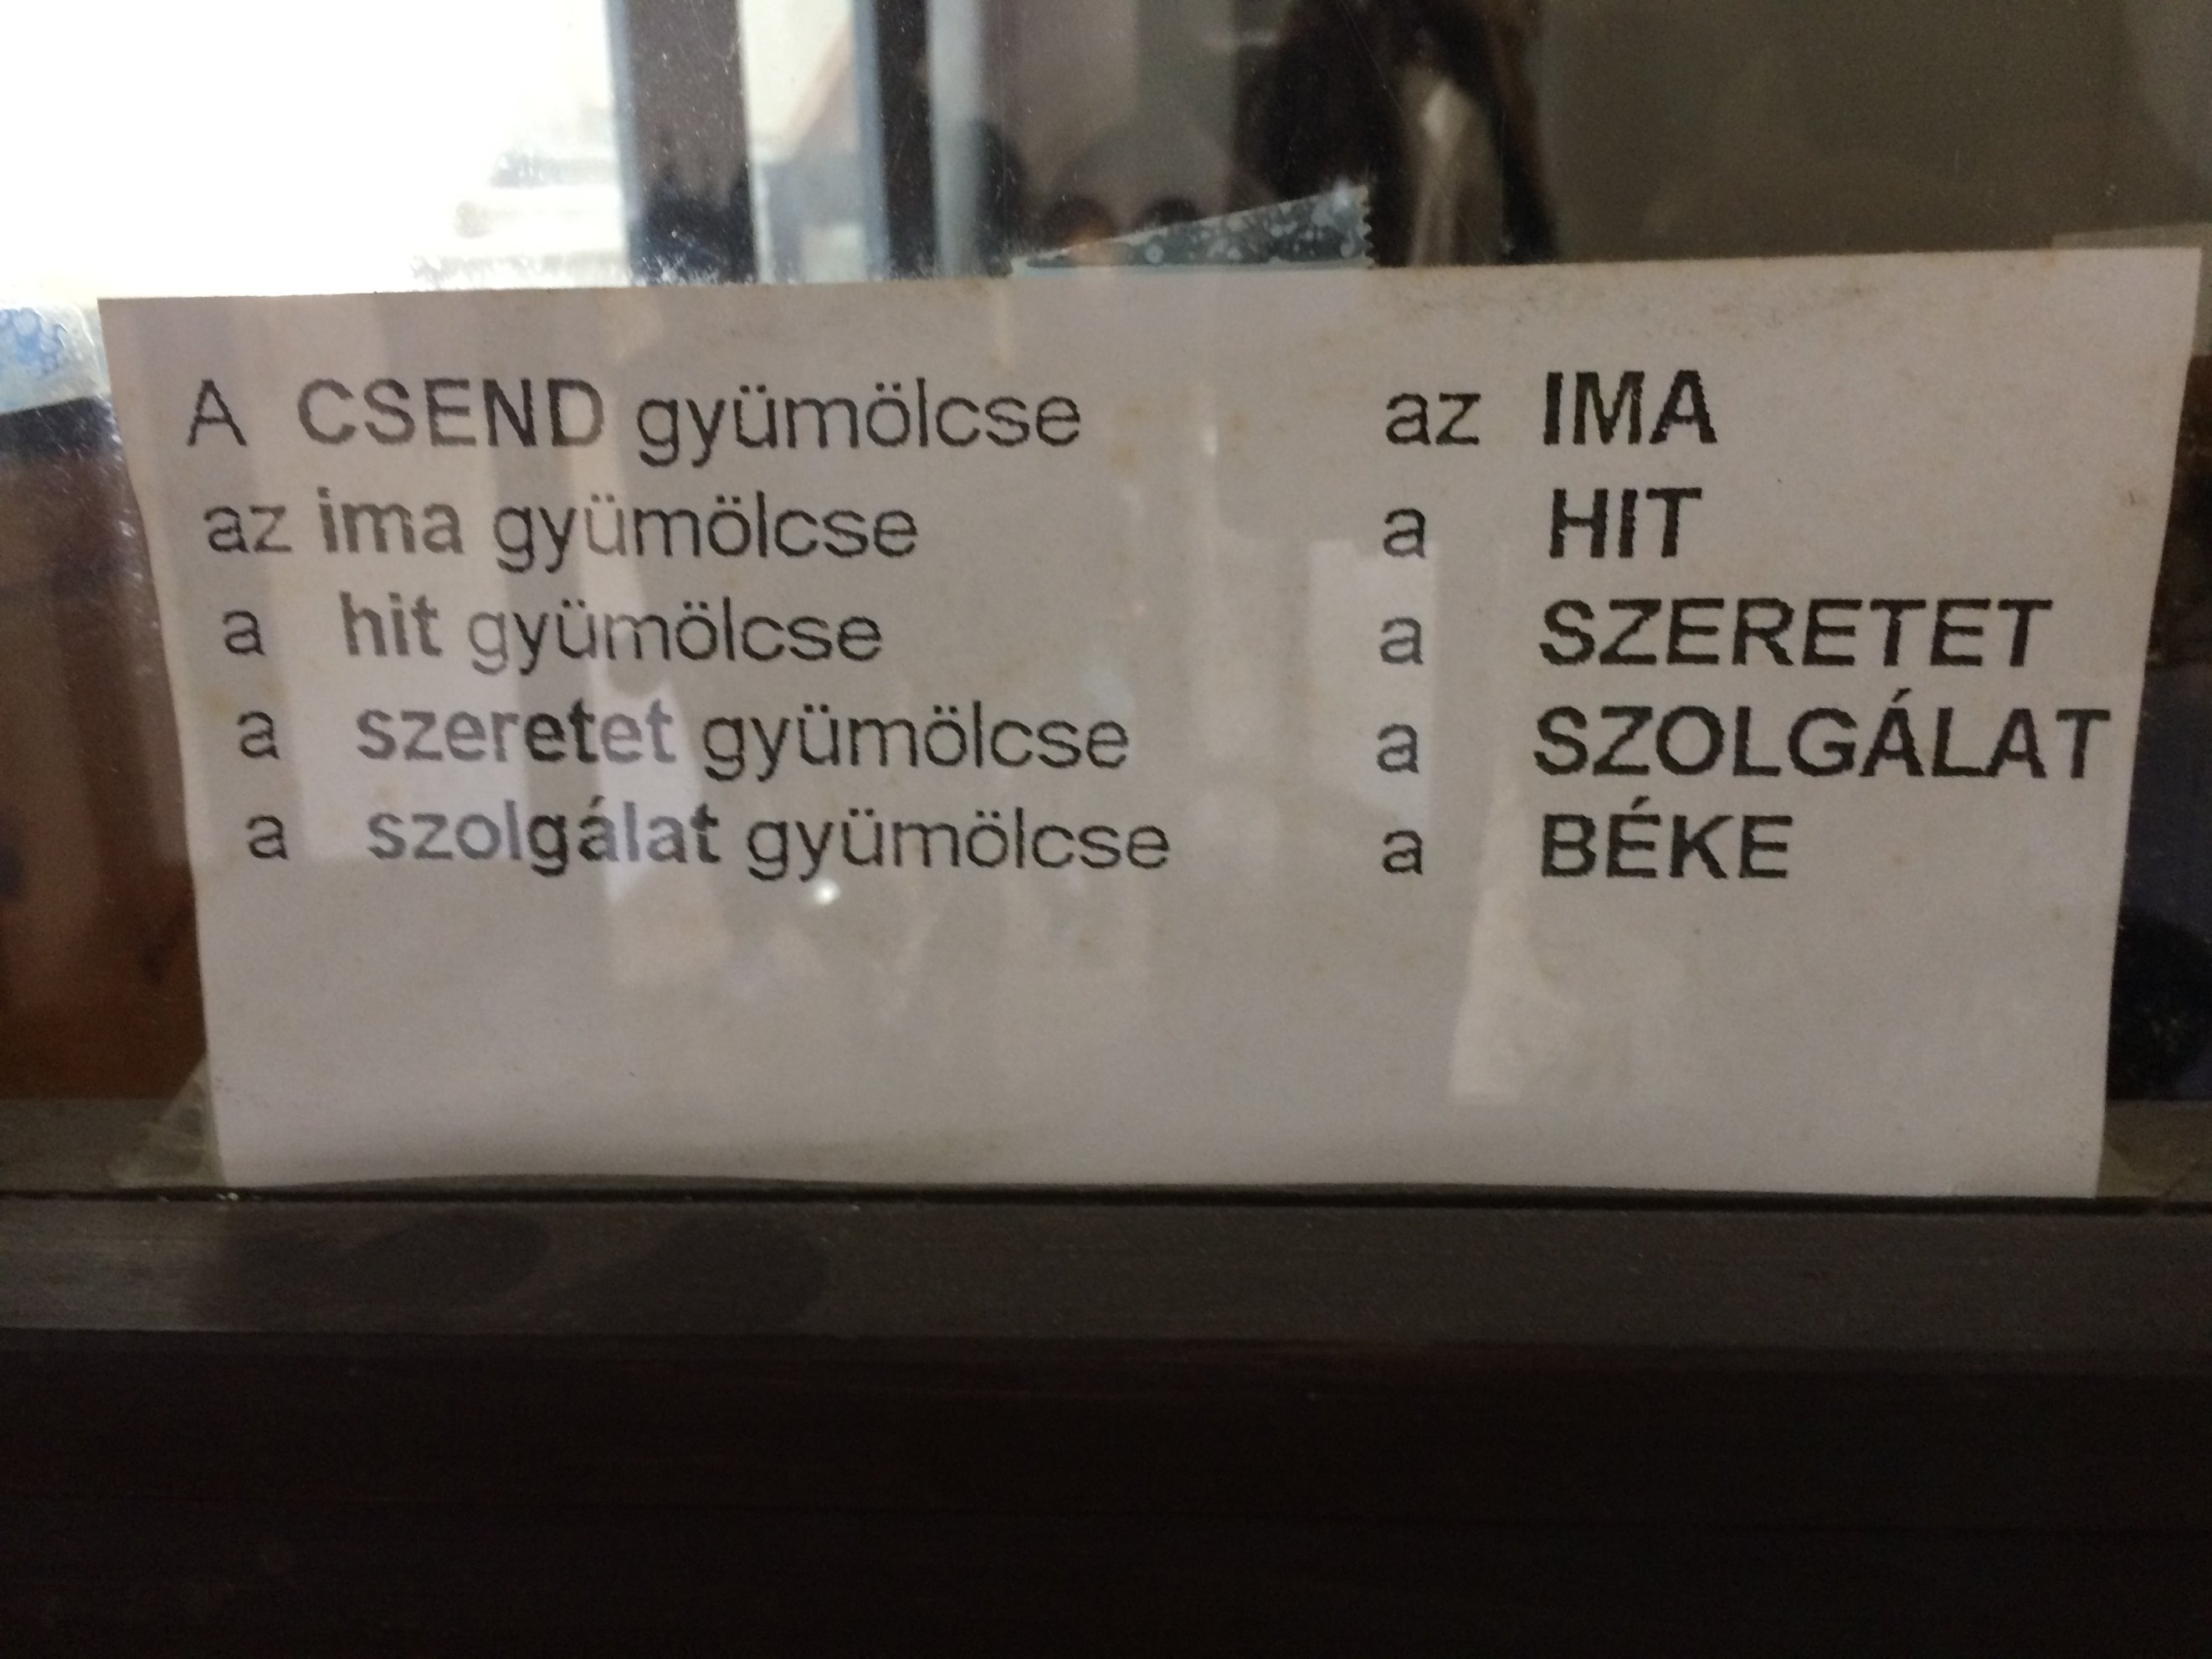 A CSEND gyümölcse az IMA
az ima gyümölcse a HIT
a hit gyümölcse a SZERETET
a szeretet gyümölcse a SZOLGÁLAT
a szolgálat gyümölcse a BÉKE